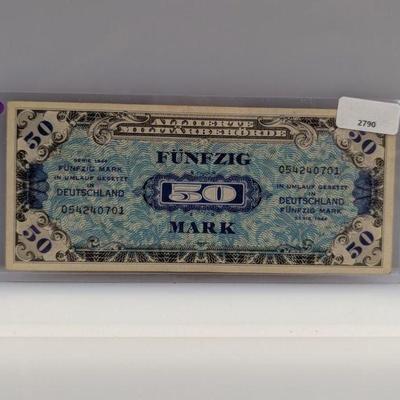 2790
ALLIIERTE
MILITÄRBEHÖRDE
50
50
SERIE 1944
FÜNFZIG MARK
IN UMLAUF GESETZT
IN
DEUTSCHLAND
054240701
FÜNFZIG
50
MARK
054240701
IN UMLAUF GESETZT
IN
DEUTSCHLAND
FÜNFZIG MARK
SERIE 1944
50
50